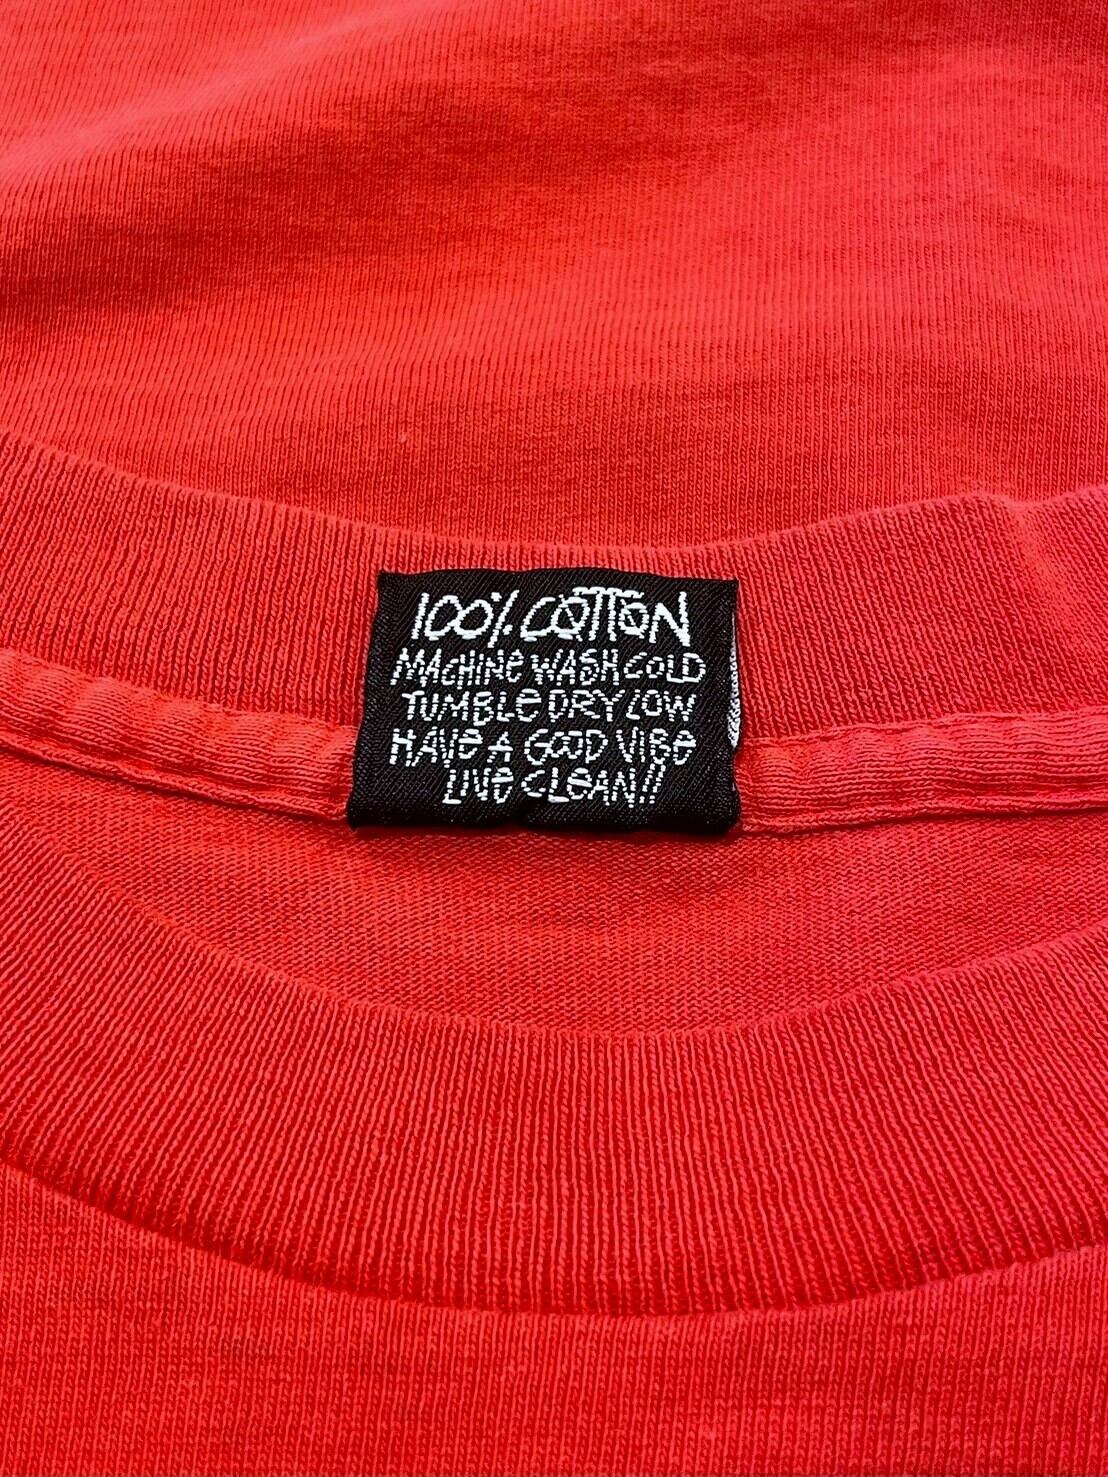 100% COTTON
MACHINe WASH COLD
TUMBLe DRY LOW
HAVe A GOOD VIBe
LIVe CLeAN!!